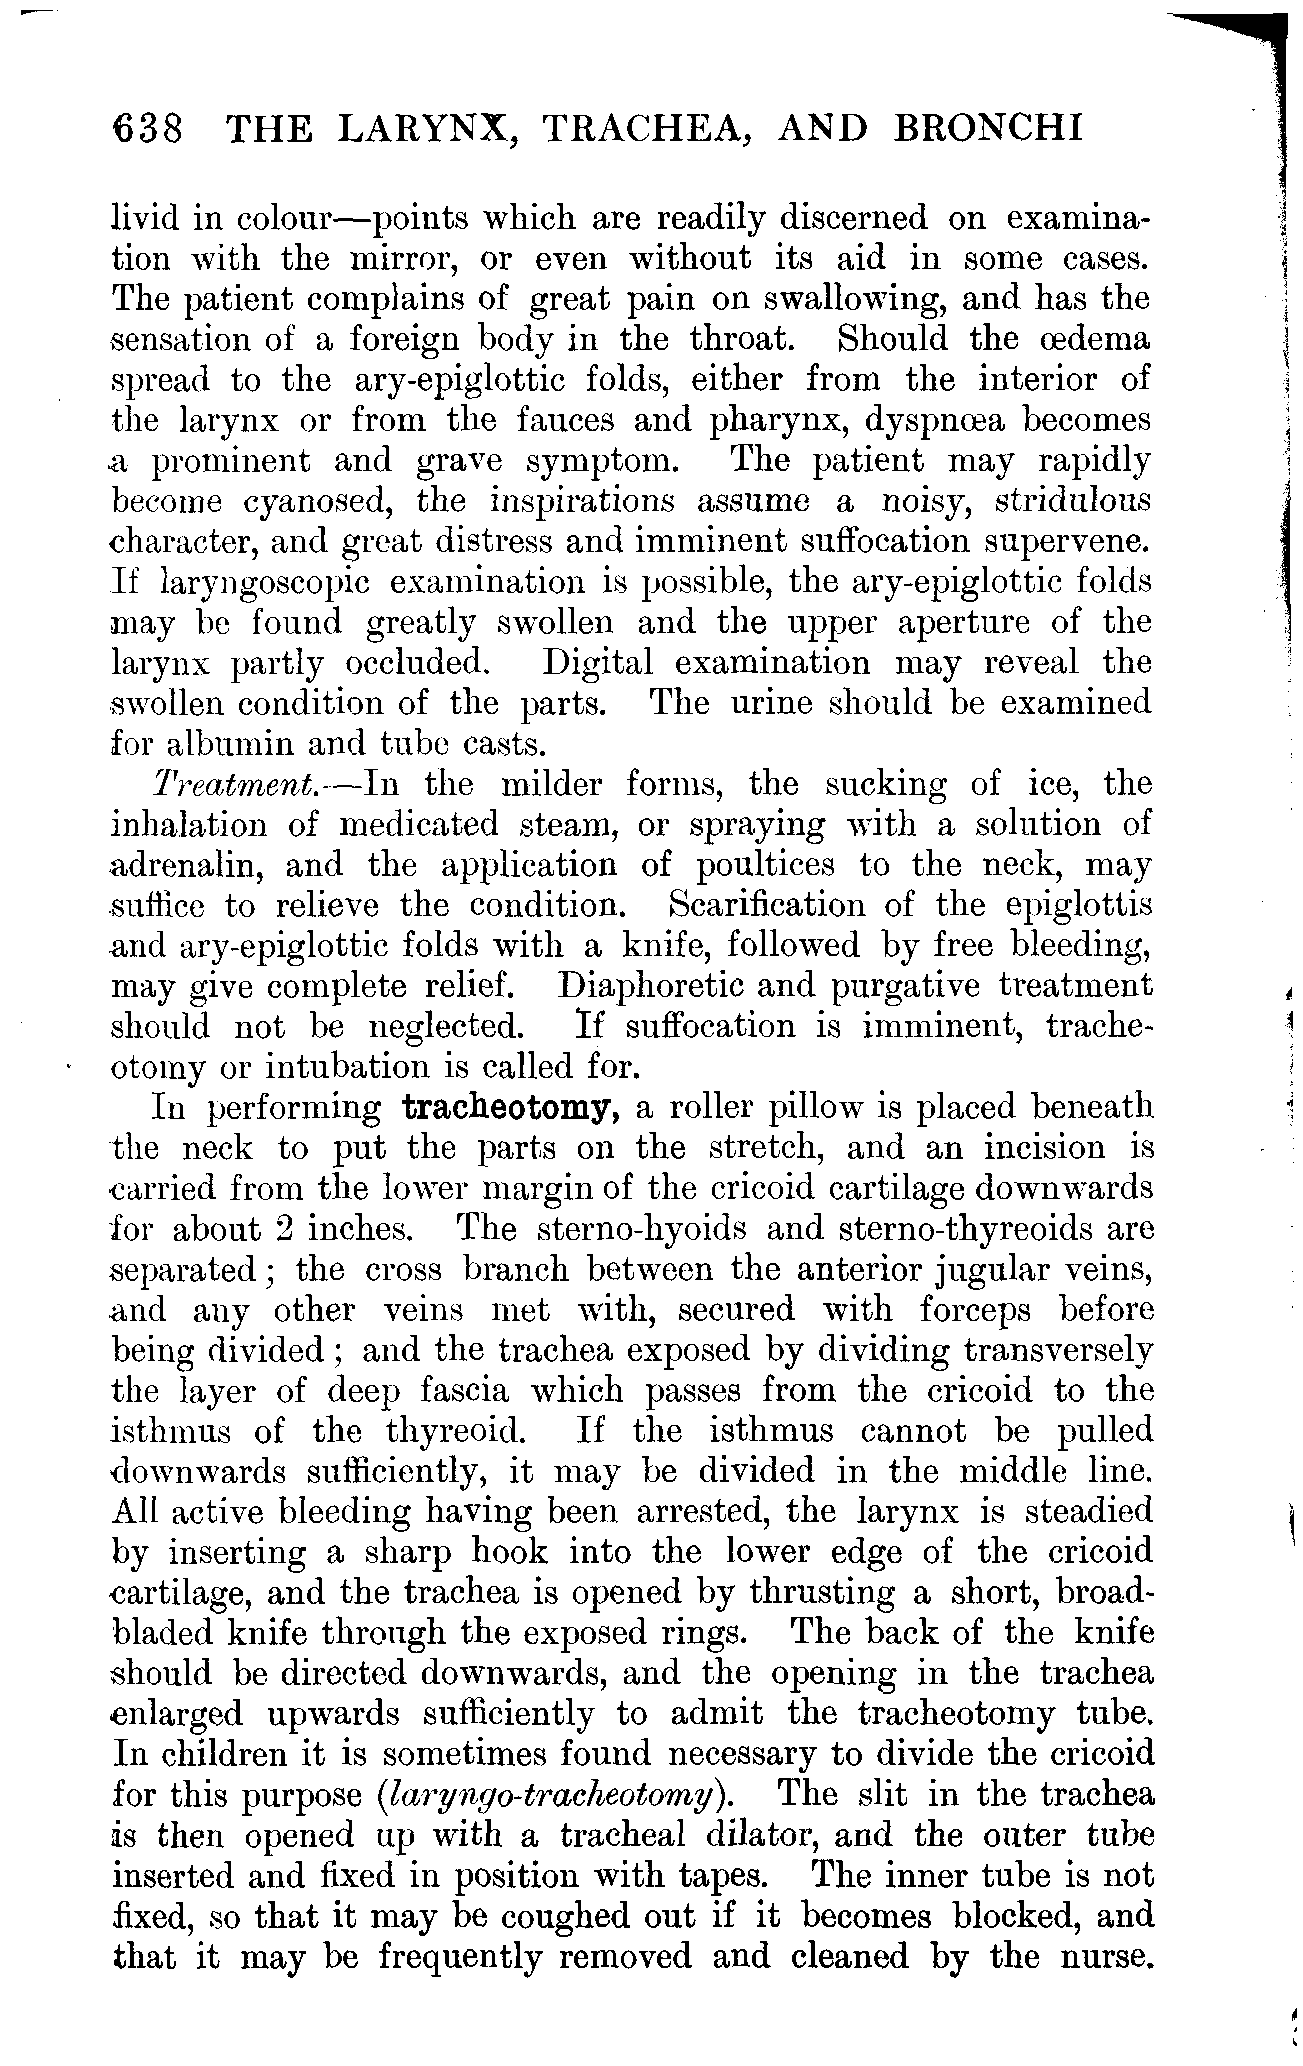 638 THE LARYNX, TRACHEA, AND BRONCHI
livid in colour—points which are readily discerned on examina-
tion with the mirror, or even without its aid in some cases.
The patient complains of great pain on swallowing, and has the
sensation of a foreign body in the throat. Should the œdema
spread to the ary-epiglottic folds, either from the interior of
the larynx or from the fauces and pharynx, dyspnœa becomes
a prominent and grave symptom. The patient may rapidly
become cyanosed, the inspirations assume a noisy, stridulous
character, and great distress and imminent suffocation supervene.
If laryngoscopic examination is possible, the ary-epiglottic folds
may be found greatly swollen and the upper aperture of the
larynx partly occluded. Digital examination may reveal the
swollen condition of the parts. The urine should be examined
for albumin and tube casts.
Treatment.—In the milder forms, the sucking of ice, the
inhalation of medicated steam, or spraying with a solution of
adrenalin, and the application of poultices to the neck, may
suffice to relieve the condition. Scarification of the epiglottis
and ary-epiglottic folds with a knife, followed by free bleeding,
may give complete relief. Diaphoretic and purgative treatment
should not be neglected. If suffocation is imminent, trache-
otomy or intubation is called for.
In performing tracheotomy, a roller pillow is placed beneath
the neck to put the parts on the stretch, and an incision is
carried from the lower margin of the cricoid cartilage downwards
for about 2 inches. The sterno-hyoids and sterno-thyreoids are
separated; the cross branch between the anterior jugular veins,
and any other veins met with, secured with forceps before
being divided; and the trachea exposed by dividing transversely
the layer of deep fascia which passes from the cricoid to the
isthmus of the thyreoid. If the isthmus cannot be pulled
downwards sufficiently, it may be divided in the middle line.
All active bleeding having been arrested, the larynx is steadied
by inserting a sharp hook into the lower edge of the cricoid
cartilage, and the trachea is opened by thrusting a short, broad-
bladed knife through the exposed rings. The back of the knife
should be directed downwards, and the opening in the trachea
enlarged upwards sufficiently to admit the tracheotomy tube.
In children it is sometimes found necessary to divide the cricoid
for this purpose (laryngo-tracheotomy). The slit in the trachea
is then opened up with a tracheal dilator, and the outer tube
inserted and fixed in position with tapes. The inner tube is not
fixed, so that it may be coughed out if it becomes blocked, and
that it may be frequently removed and cleaned by the nurse.